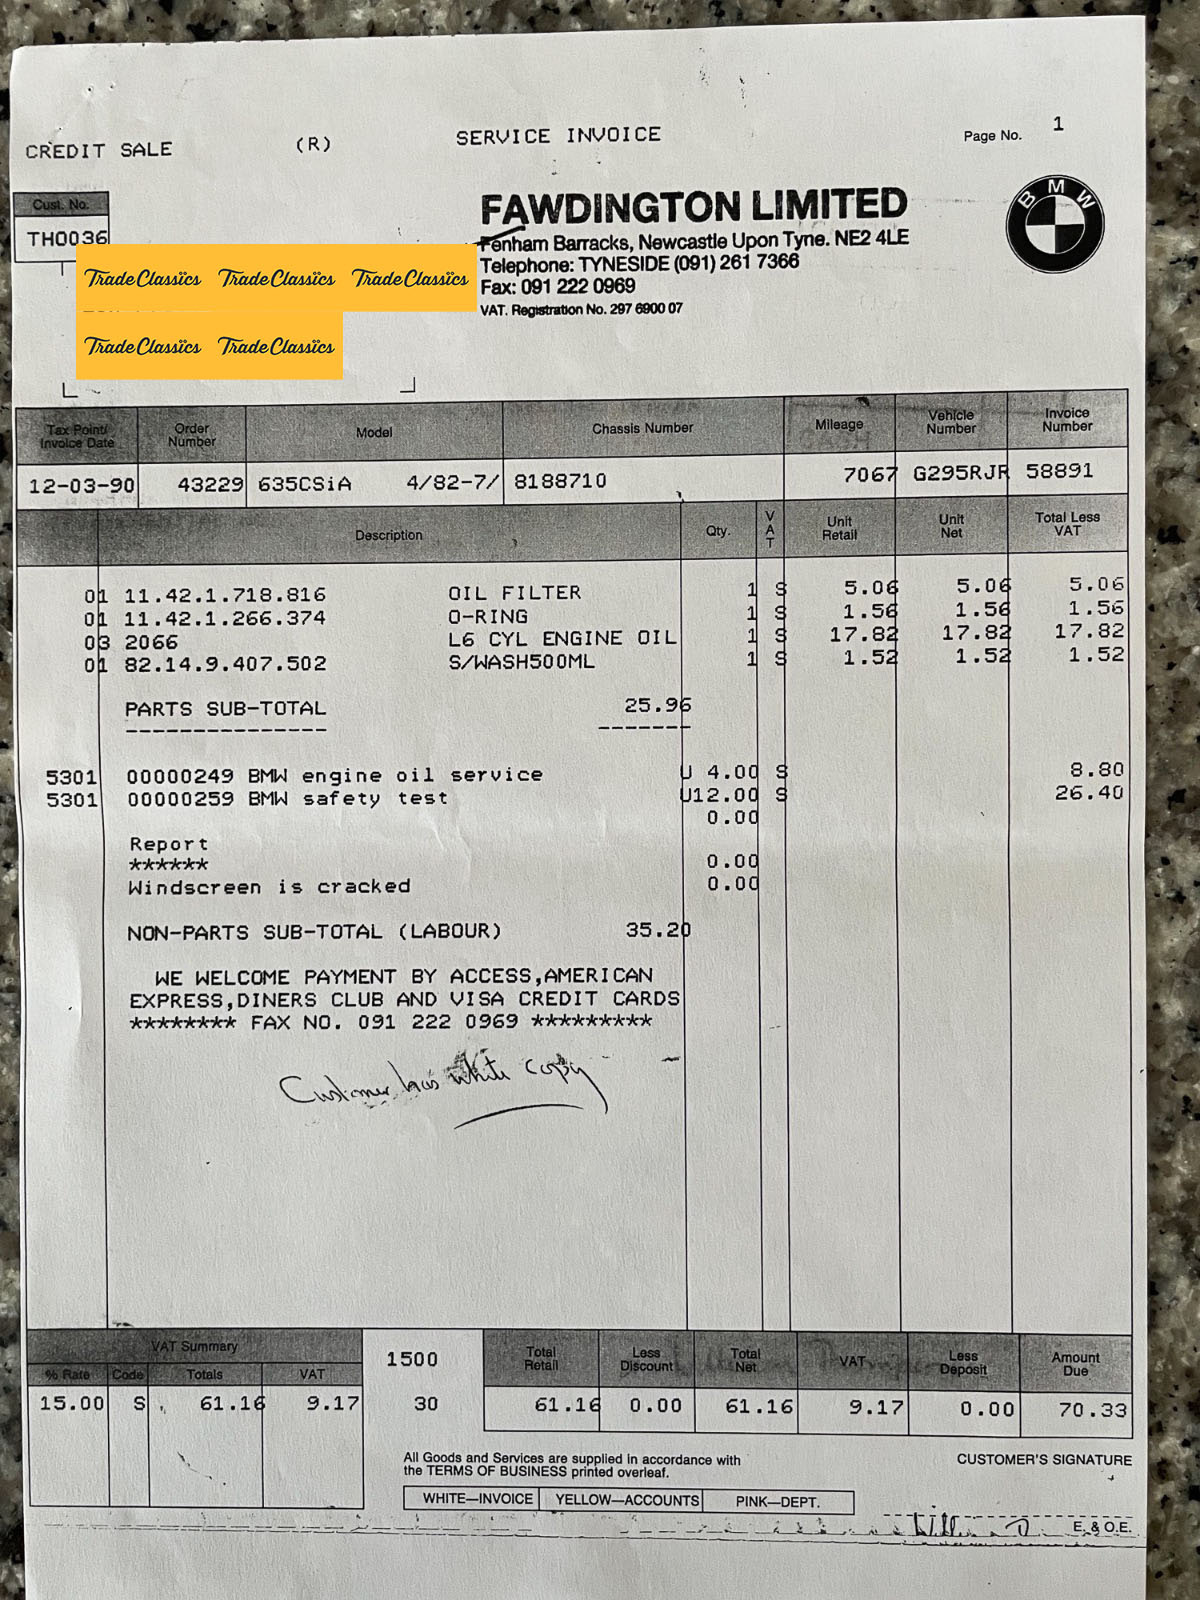 CREDIT SALE (R) SERVICE INVOICE Page No. 1
Cust. No.
TH0036
FAWDINGTON LIMITED
Fenham Barracks, Newcastle Upon Tyne. NE2 4LE
Telephone: TYNESIDE (091) 261 7366
Fax: 091 222 0969
VAT. Registration No. 297 6900 07
BMW
Trade Classics Trade Classics Trade Classics
Trade Classics Trade Classics
Tax Point/ Invoice Date Order Number Model Chassis Number Mileage Vehicle Number Invoice Number
12-03-90 43229 635CSiA 4/82-7/ 8188710 7067 G295RJR 58891
Description Qty. VAT Unit Retail Unit Net Total Less VAT
01 11.42.1.718.816 OIL FILTER 1 S 5.06 5.06 5.06
01 11.42.1.266.374 O-RING 1 S 1.56 1.56 1.56
03 2066 L6 CYL ENGINE OIL 1 S 17.82 17.82 17.82
01 82.14.9.407.502 S/WASH500ML 1 S 1.52 1.52 1.52
PARTS SUB-TOTAL 25.96
--------------- -------
5301 00000249 BMW engine oil service U 4.00 S 8.80
5301 00000259 BMW safety test U12.00 S 26.40
0.00
Report
****** 0.00
Windscreen is cracked 0.00
NON-PARTS SUB-TOTAL (LABOUR) 35.20
WE WELCOME PAYMENT BY ACCESS,AMERICAN
EXPRESS,DINERS CLUB AND VISA CREDIT CARDS
******** FAX NO. 091 222 0969 *********
Customer has white copy
VAT Summary
% Rate Code Totals VAT
15.00 S 61.16 9.17
1500
30
Total Retail Less Discount Total Net VAT Less Deposit Amount Due
61.16 0.00 61.16 9.17 0.00 70.33
All Goods and Services are supplied in accordance with
the TERMS OF BUSINESS printed overleaf.
CUSTOMER'S SIGNATURE
WHITE—INVOICE YELLOW—ACCOUNTS PINK—DEPT.
E. & O.E.